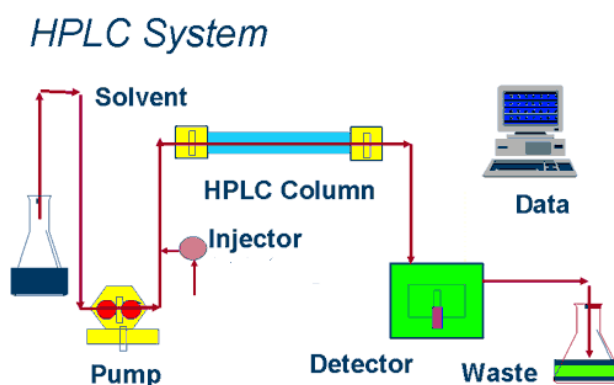 HPLC System
Solvent
HPLC Column
Injector
Data
Pump
Detector
Waste